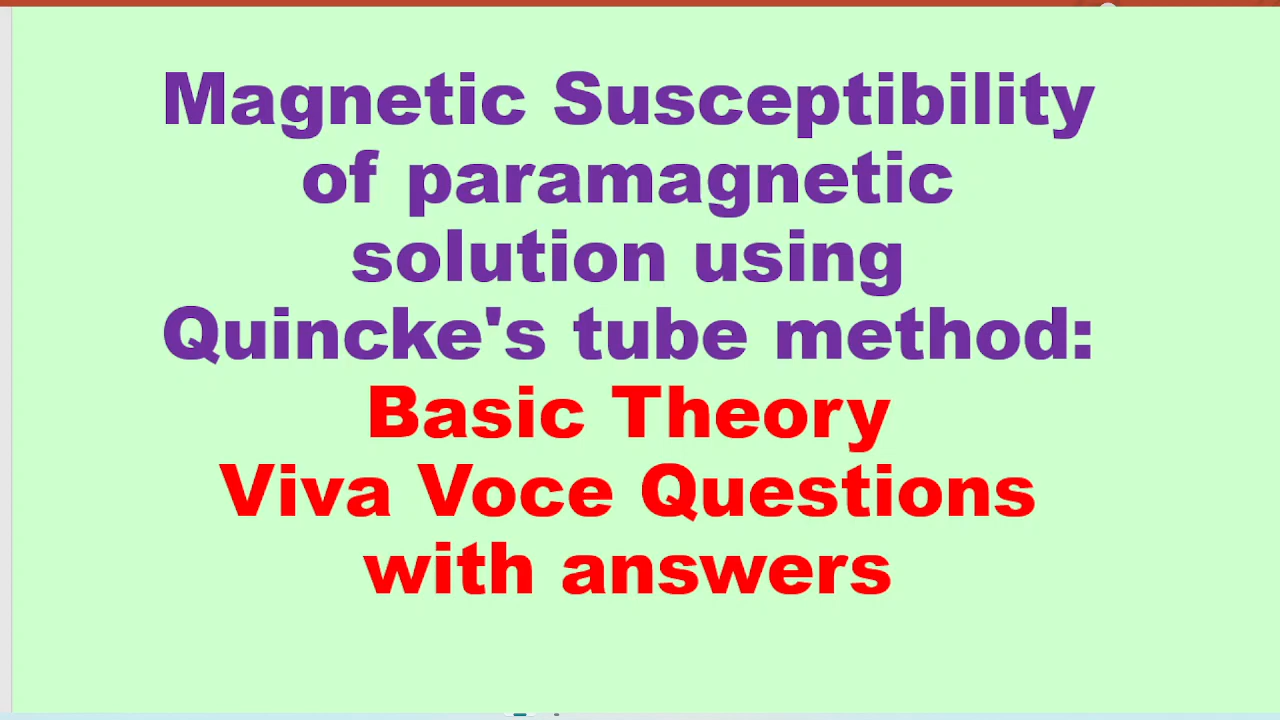 Magnetic Susceptibility
of paramagnetic
solution using
Quincke's tube method:
Basic Theory
Viva Voce Questions
with answers